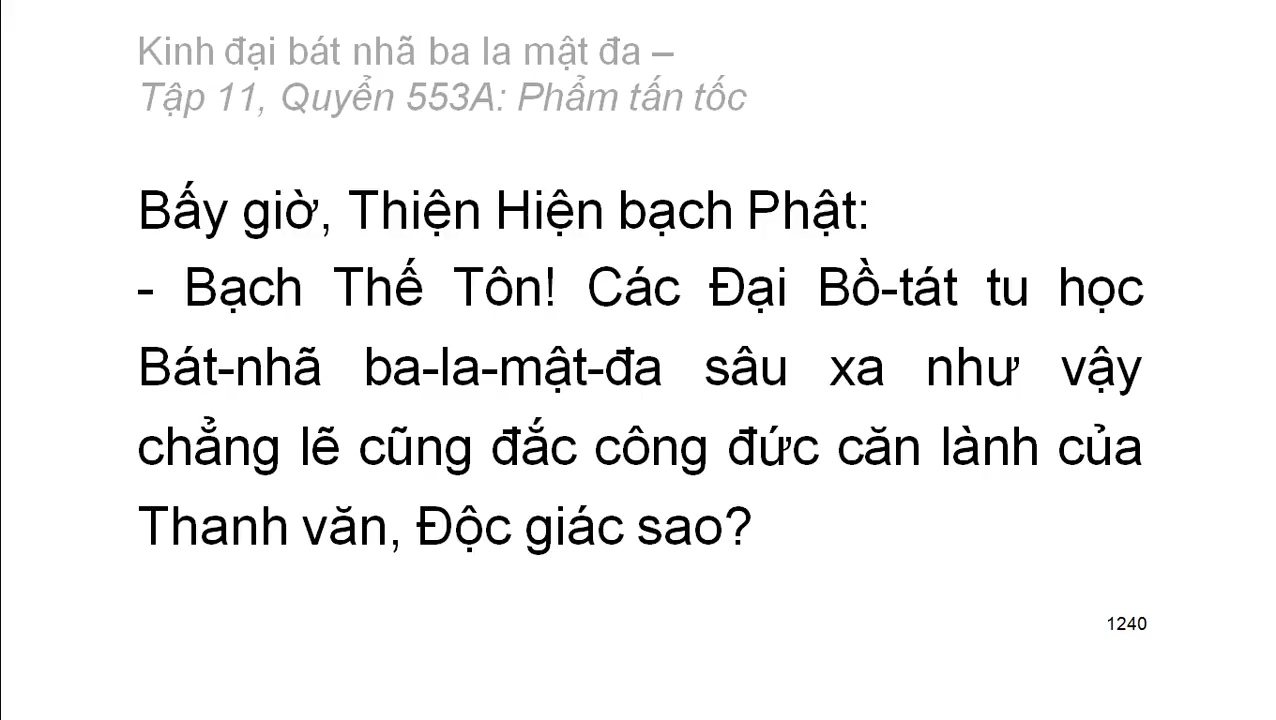 Kinh đại bát nhã ba la mật đa –
Tập 11, Quyển 553A: Phẩm tấn tốc
Bấy giờ, Thiện Hiện bạch Phật:
- Bạch Thế Tôn! Các Đại Bồ-tát tu học
Bát-nhã ba-la-mật-đa sâu xa như vậy
chẳng lẽ cũng đắc công đức căn lành của
Thanh văn, Độc giác sao?
1240